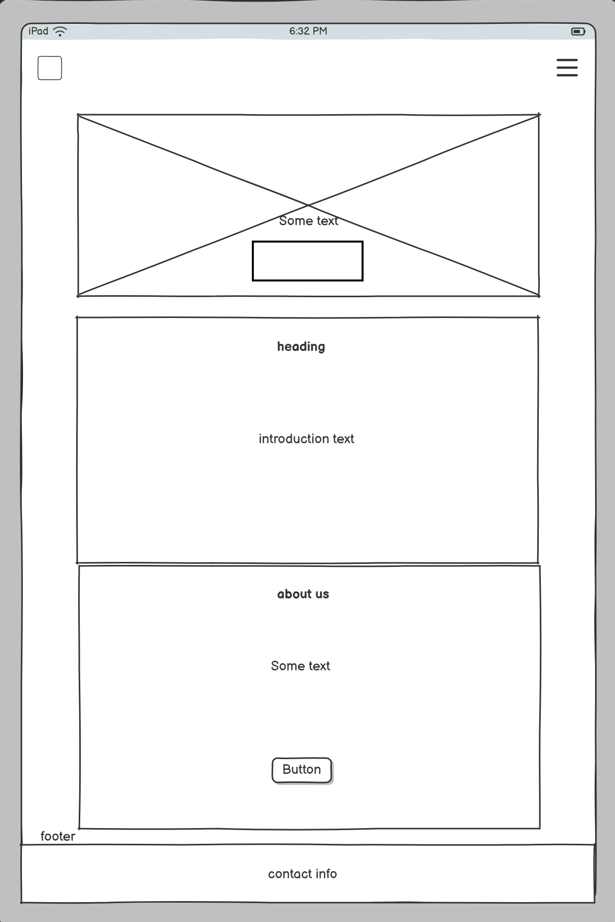 iPad 6:32 PM
Some text
heading
introduction text
about us
Some text
Button
footer
contact info